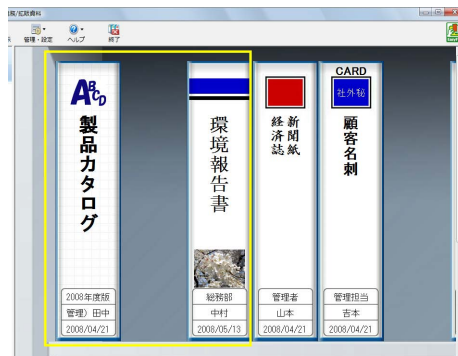 管理・設定
ヘルプ
終了
ABCD
製品カタログ
2008年度版
管理）田中
2008/04/21
環境報告書
総務部
中村
2008/05/13
新聞紙
経済誌
管理者
山本
2008/04/21
CARD
社外秘
顧客名刺
管理担当
吉本
2008/04/21